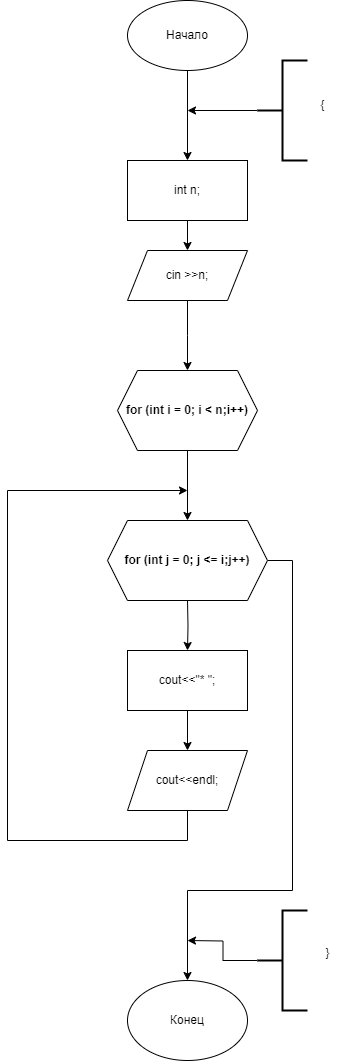 Начало
{
int n;
cin >>n;
for (int i = 0; i < n;i++)
for (int j = 0; j <= i;j++)
cout<<"* ";
cout<<endl;
}
Конец